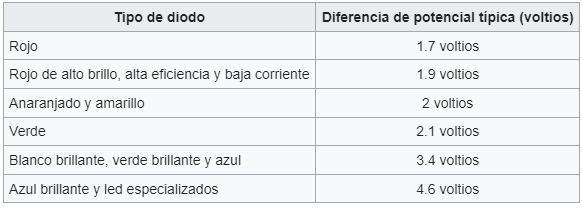 Tipo de diodo Diferencia de potencial típica (voltios)
Rojo 1.7 voltios
Rojo de alto brillo, alta eficiencia y baja corriente 1.9 voltios
Anaranjado y amarillo 2 voltios
Verde 2.1 voltios
Blanco brillante, verde brillante y azul 3.4 voltios
Azul brillante y led especializados 4.6 voltios